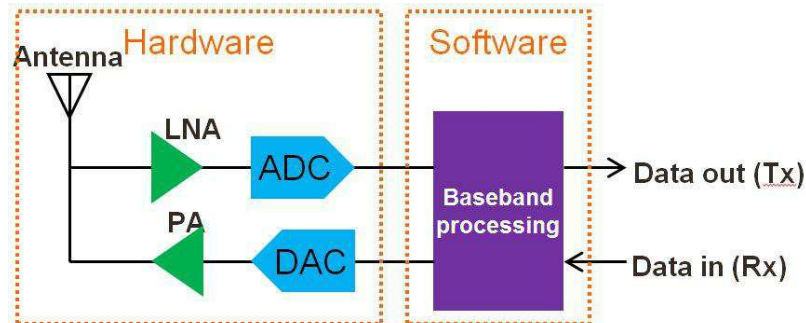 Hardware
Software
Antenna
LNA
ADC
Baseband
processing
Data out (Tx)
PA
DAC
Data in (Rx)